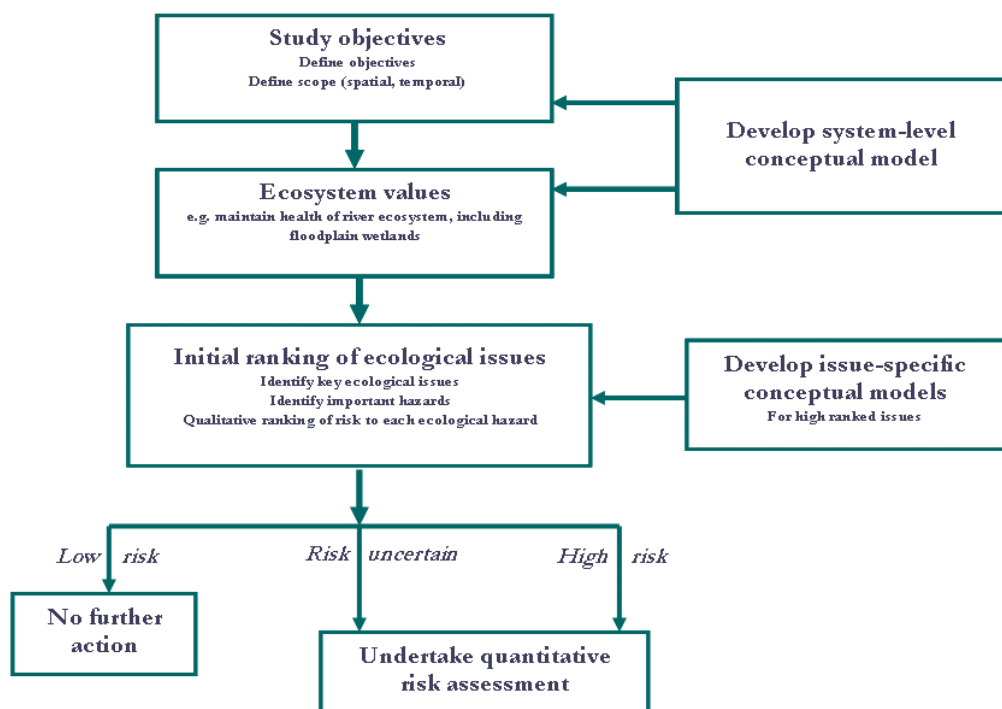 Study objectives
Define objectives
Define scope (spatial, temporal)
Develop system-level
conceptual model
Ecosystem values
e.g. maintain health of river ecosystem, including
floodplain wetlands
Initial ranking of ecological issues
Identify key ecological issues
Identify important hazards
Qualitative ranking of risk to each ecological hazard
Develop issue-specific
conceptual models
For high ranked issues
Low risk
Risk uncertain
High risk
No further
action
Undertake quantitative
risk assessment